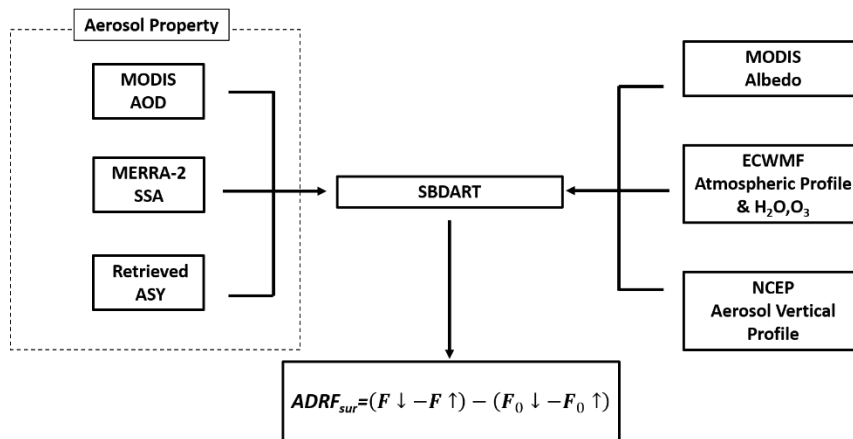 Aerosol Property
MODIS
AOD
MERRA-2
SSA
Retrieved
ASY
SBDART
MODIS
Albedo
ECWMF
Atmospheric Profile
& H₂O,O₃
NCEP
Aerosol Vertical
Profile
ADRF_sur=(F ↓ −F ↑) − (F₀ ↓ −F₀ ↑)